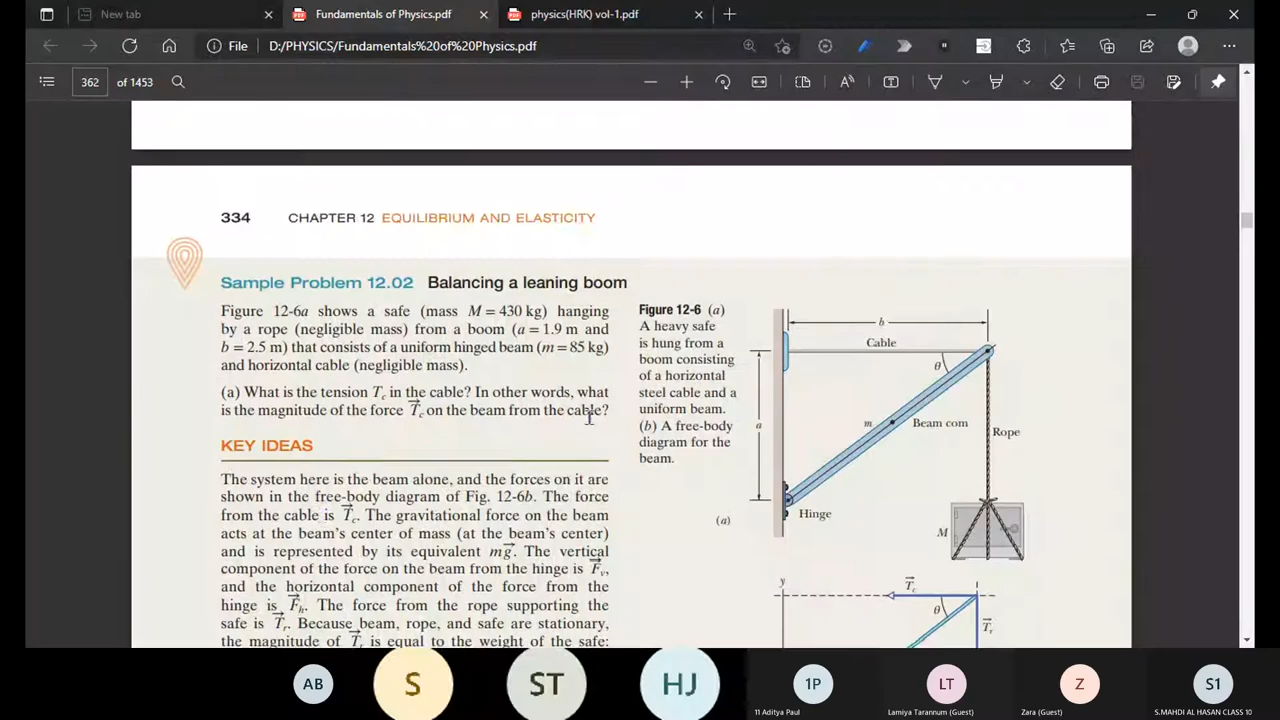 New tab
Fundamentals of Physics.pdf
physics(HRK) vol-1.pdf
File
D:/PHYSICS/Fundamentals%20of%20Physics.pdf
362 of 1453
334 CHAPTER 12 EQUILIBRIUM AND ELASTICITY
Sample Problem 12.02 Balancing a leaning boom
Figure 12-6a shows a safe (mass M = 430 kg) hanging
by a rope (negligible mass) from a boom (a = 1.9 m and
b = 2.5 m) that consists of a uniform hinged beam (m = 85 kg)
and horizontal cable (negligible mass).
(a) What is the tension Tc in the cable? In other words, what
is the magnitude of the force T⃗c on the beam from the cable?
KEY IDEAS
The system here is the beam alone, and the forces on it are
shown in the free-body diagram of Fig. 12-6b. The force
from the cable is T⃗c. The gravitational force on the beam
acts at the beam's center of mass (at the beam's center)
and is represented by its equivalent mg⃗. The vertical
component of the force on the beam from the hinge is F⃗v,
and the horizontal component of the force from the
hinge is F⃗h. The force from the rope supporting the
safe is T⃗r. Because beam, rope, and safe are stationary,
the magnitude of T⃗r is equal to the weight of the safe:
Figure 12-6 (a)
A heavy safe
is hung from a
boom consisting
of a horizontal
steel cable and a
uniform beam.
(b) A free-body
diagram for the
beam.
b
Cable
θ
a
m
Beam com
Rope
Hinge
(a)
M
y
T⃗c
θ
T⃗r
AB
S
ST
HJ
1P
LT
Z
S1
11 Aditya Paul
Lamiya Tarannum (Guest)
Zara (Guest)
S.MAHDI AL HASAN CLASS 10